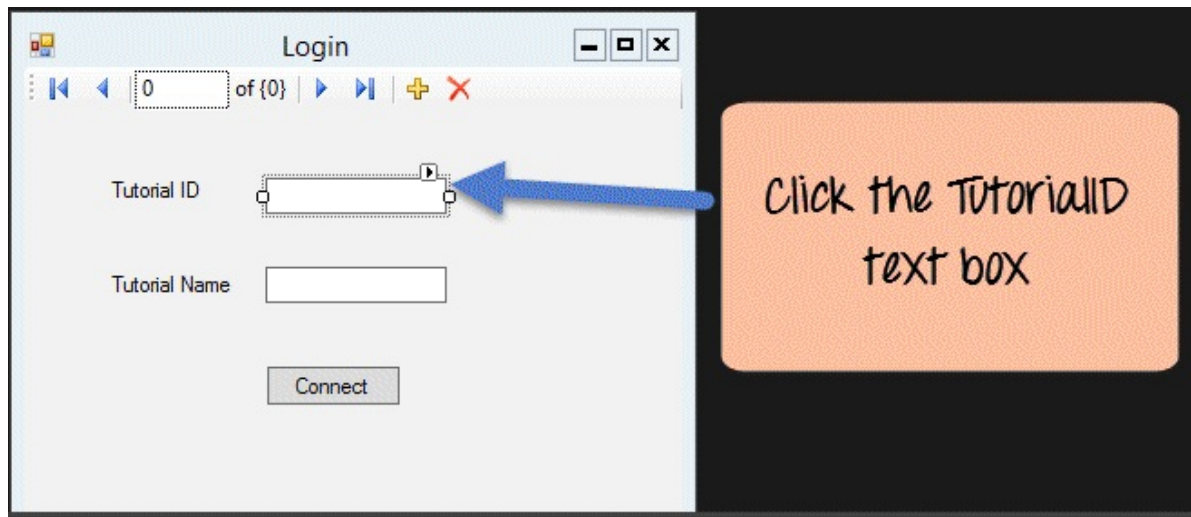 Login
0 of {0}
Tutorial ID
Tutorial Name
Connect
Click the TutorialID
text box